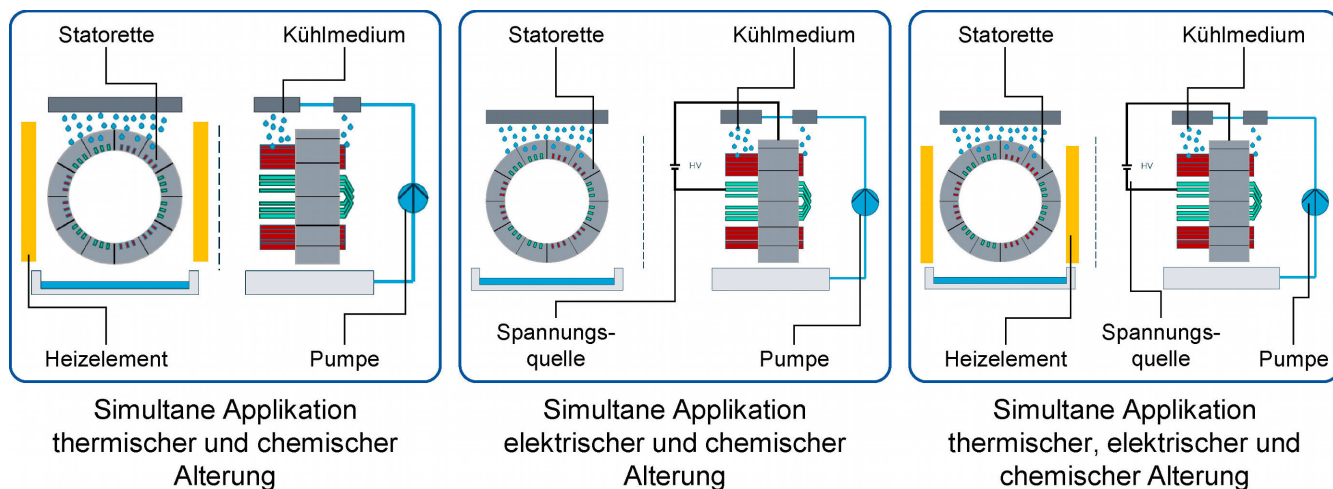 Statorette
Kühlmedium
Heizelement
Pumpe
Simultane Applikation
thermischer und chemischer
Alterung
Statorette
Kühlmedium
HV
Spannungs-
quelle
Pumpe
Simultane Applikation
elektrischer und chemischer
Alterung
Statorette
Kühlmedium
HV
Heizelement
Spannungs-
quelle
Pumpe
Simultane Applikation
thermischer, elektrischer und
chemischer Alterung